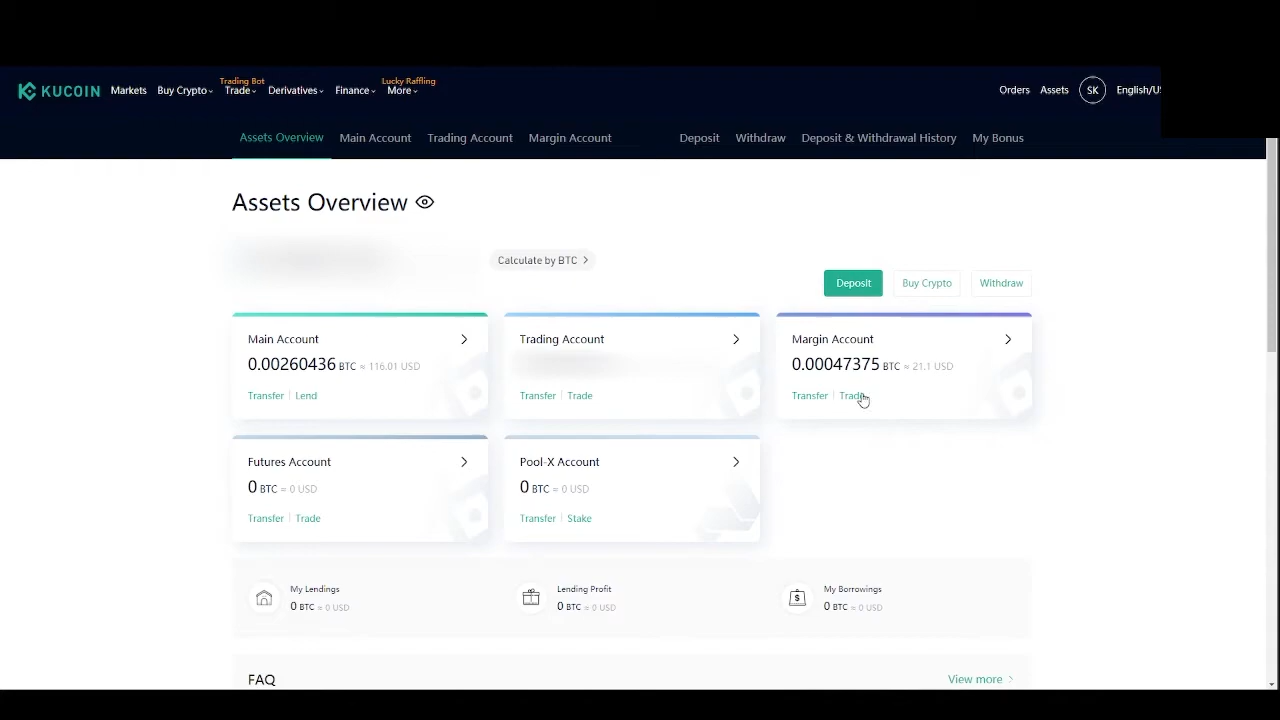 Trading Bot
Lucky Raffling
KUCOIN Markets Buy Crypto Trade Derivatives Finance More Orders Assets SK English/US
Assets Overview Main Account Trading Account Margin Account Deposit Withdraw Deposit & Withdrawal History My Bonus
Assets Overview
Calculate by BTC >
Deposit Buy Crypto Withdraw
Main Account
0.00260436 BTC ≈ 116.01 USD
Transfer | Lend
Trading Account
Transfer | Trade
Margin Account
0.00047375 BTC ≈ 21.1 USD
Transfer | Trade
Futures Account
0 BTC ≈ 0 USD
Transfer | Trade
Pool-X Account
0 BTC ≈ 0 USD
Transfer | Stake
My Lendings
0 BTC ≈ 0 USD
Lending Profit
0 BTC ≈ 0 USD
My Borrowings
0 BTC ≈ 0 USD
FAQ
View more >